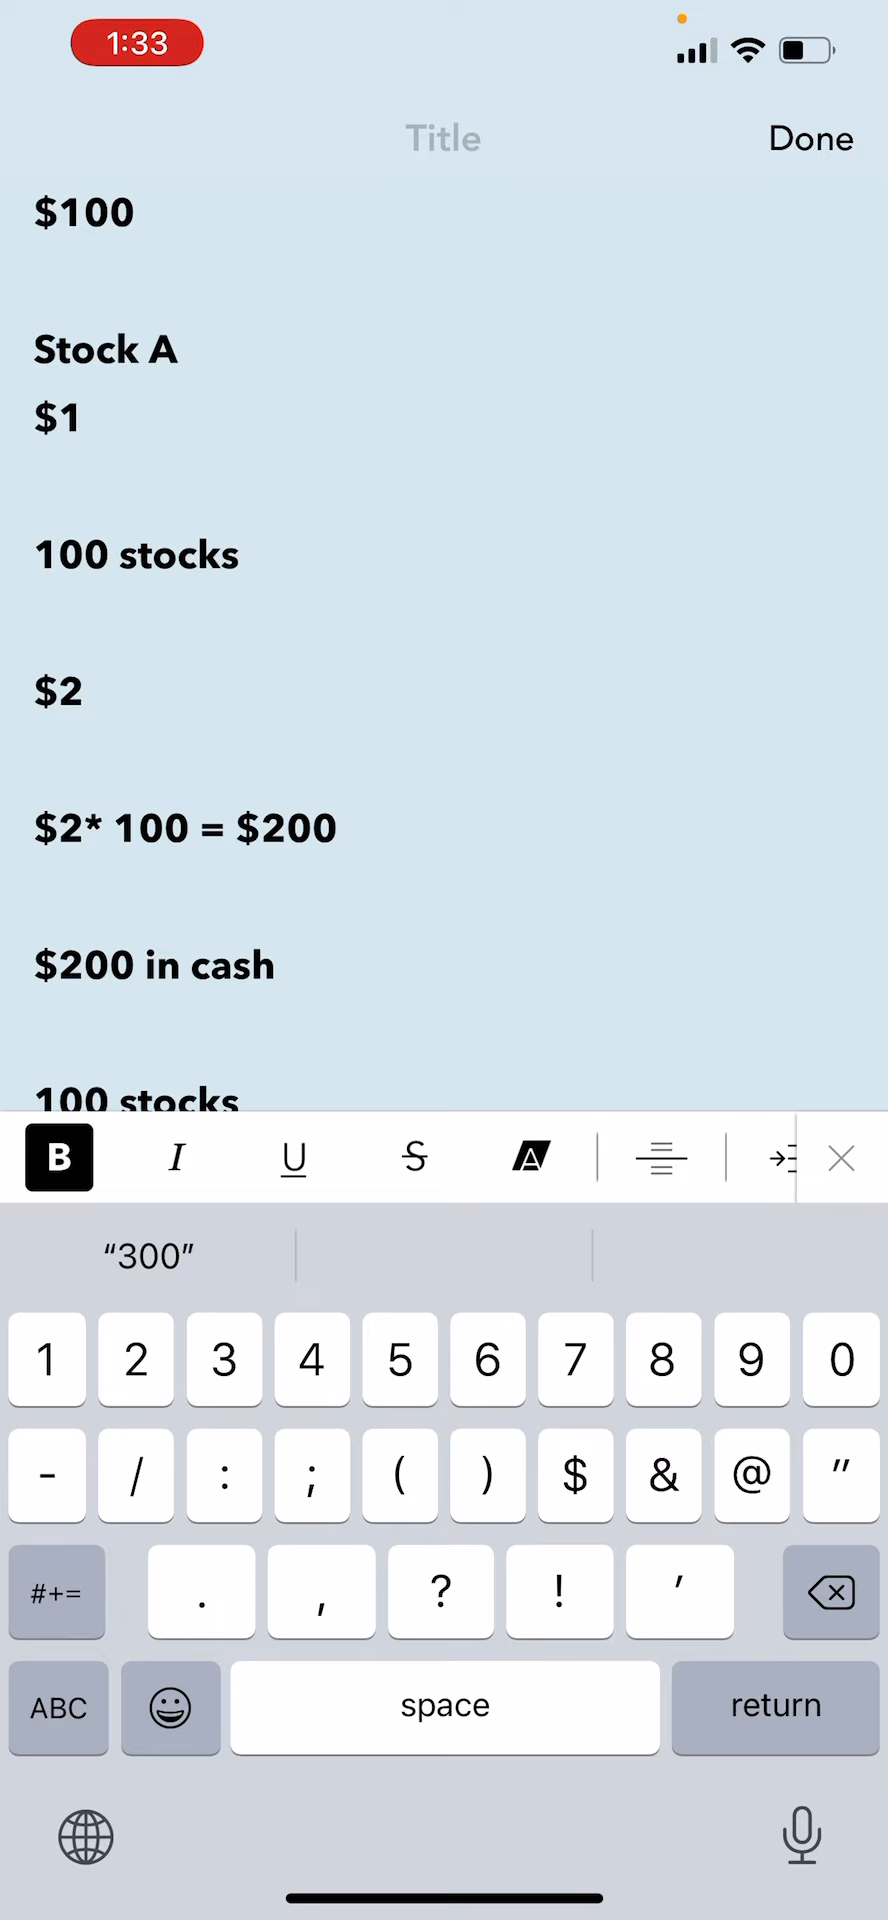 1:33
Title
Done
$100
Stock A
$1
100 stocks
$2
$2* 100 = $200
$200 in cash
100 stocks
B I U S A
“300”
1 2 3 4 5 6 7 8 9 0
- / : ; ( ) $ & @ "
#+= . , ? ! '
ABC space return